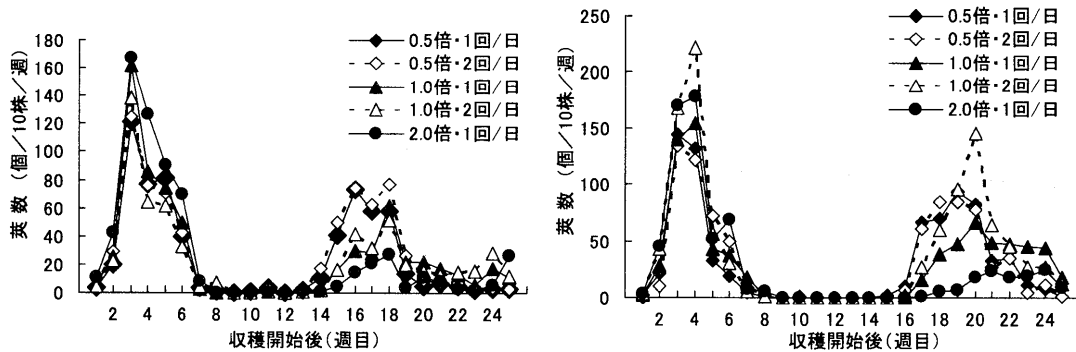 莢数（個/10株/週）
180
160
140
120
100
80
60
40
20
0
2 4 6 8 10 12 14 16 18 20 22 24
収穫開始後（週目）
0.5倍・1回/日
0.5倍・2回/日
1.0倍・1回/日
1.0倍・2回/日
2.0倍・1回/日
莢数（個/10株/週）
250
200
150
100
50
0
2 4 6 8 10 12 14 16 18 20 22 24
収穫開始後（週目）
0.5倍・1回/日
0.5倍・2回/日
1.0倍・1回/日
1.0倍・2回/日
2.0倍・1回/日